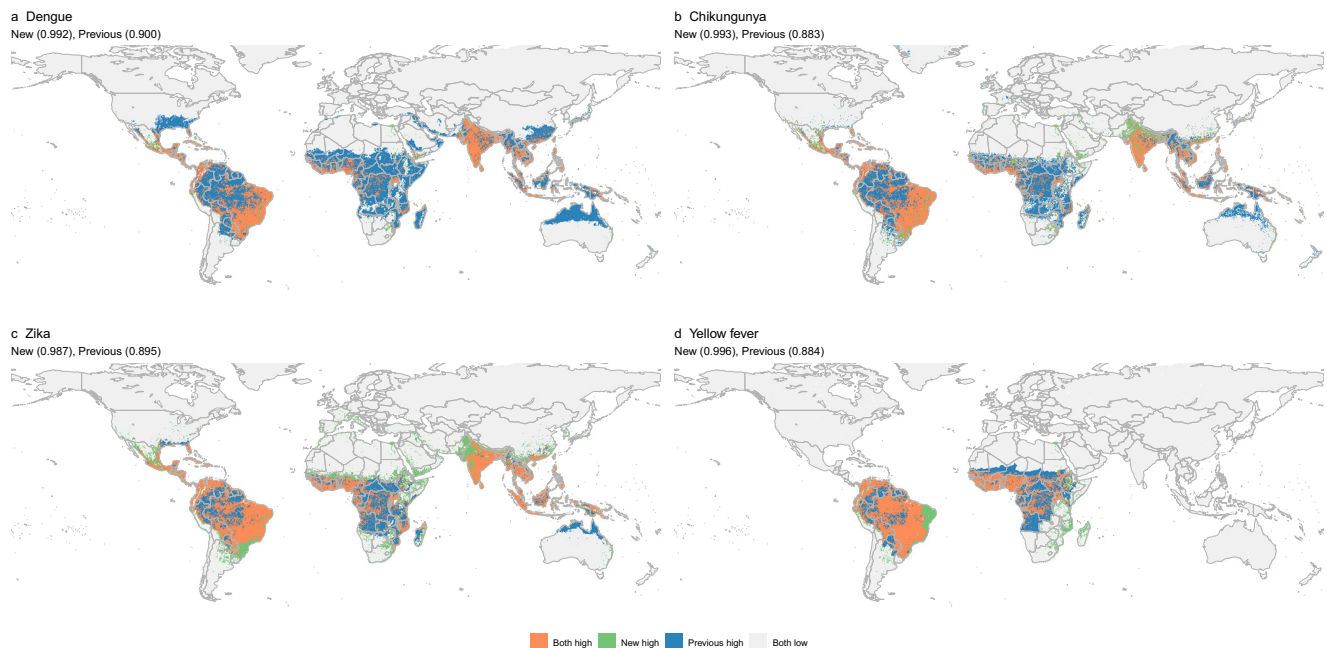 a Dengue
New (0.992), Previous (0.900)
b Chikungunya
New (0.993), Previous (0.883)
c Zika
New (0.987), Previous (0.895)
d Yellow fever
New (0.996), Previous (0.884)
Both high
New high
Previous high
Both low